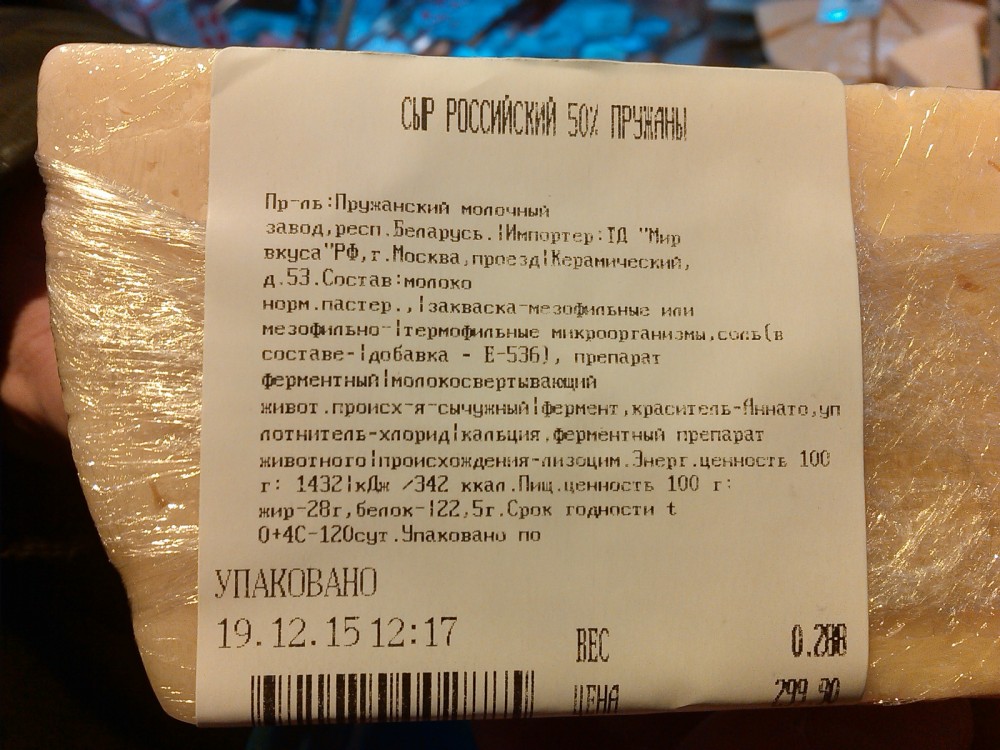 СЫР РОССИЙСКИЙ 50% ПРУЖАНЫ
Пр-ль:Пружанский молочный
завод,респ.Беларусь.|Импортер:ТД "Мир
вкуса"РФ,г.Москва,проезд|Керамический,
д.53.Состав:молоко
норм.пастер.,|закваска-мезофильные или
мезофильно-|термофильные микроорганизмы,соль(в
составе-|добавка - Е-536), препарат
ферментный|молокосвертывающий
живот.происх-я-сычужный|фермент,краситель-Аннато,уп
лотнитель-хлорид|кальция,ферментный препарат
животного|происхождения-лизоцим.Энерг.ценность 100
г: 1432|кДж /342 ккал.Пищ.ценность 100 г:
жир-28г,белок-|22,5г.Срок годности t
0+4С-120сут.Упаковано по
УПАКОВАНО
19.12.15 12:17
ВЕС 0.288
ЦЕНА 299.90